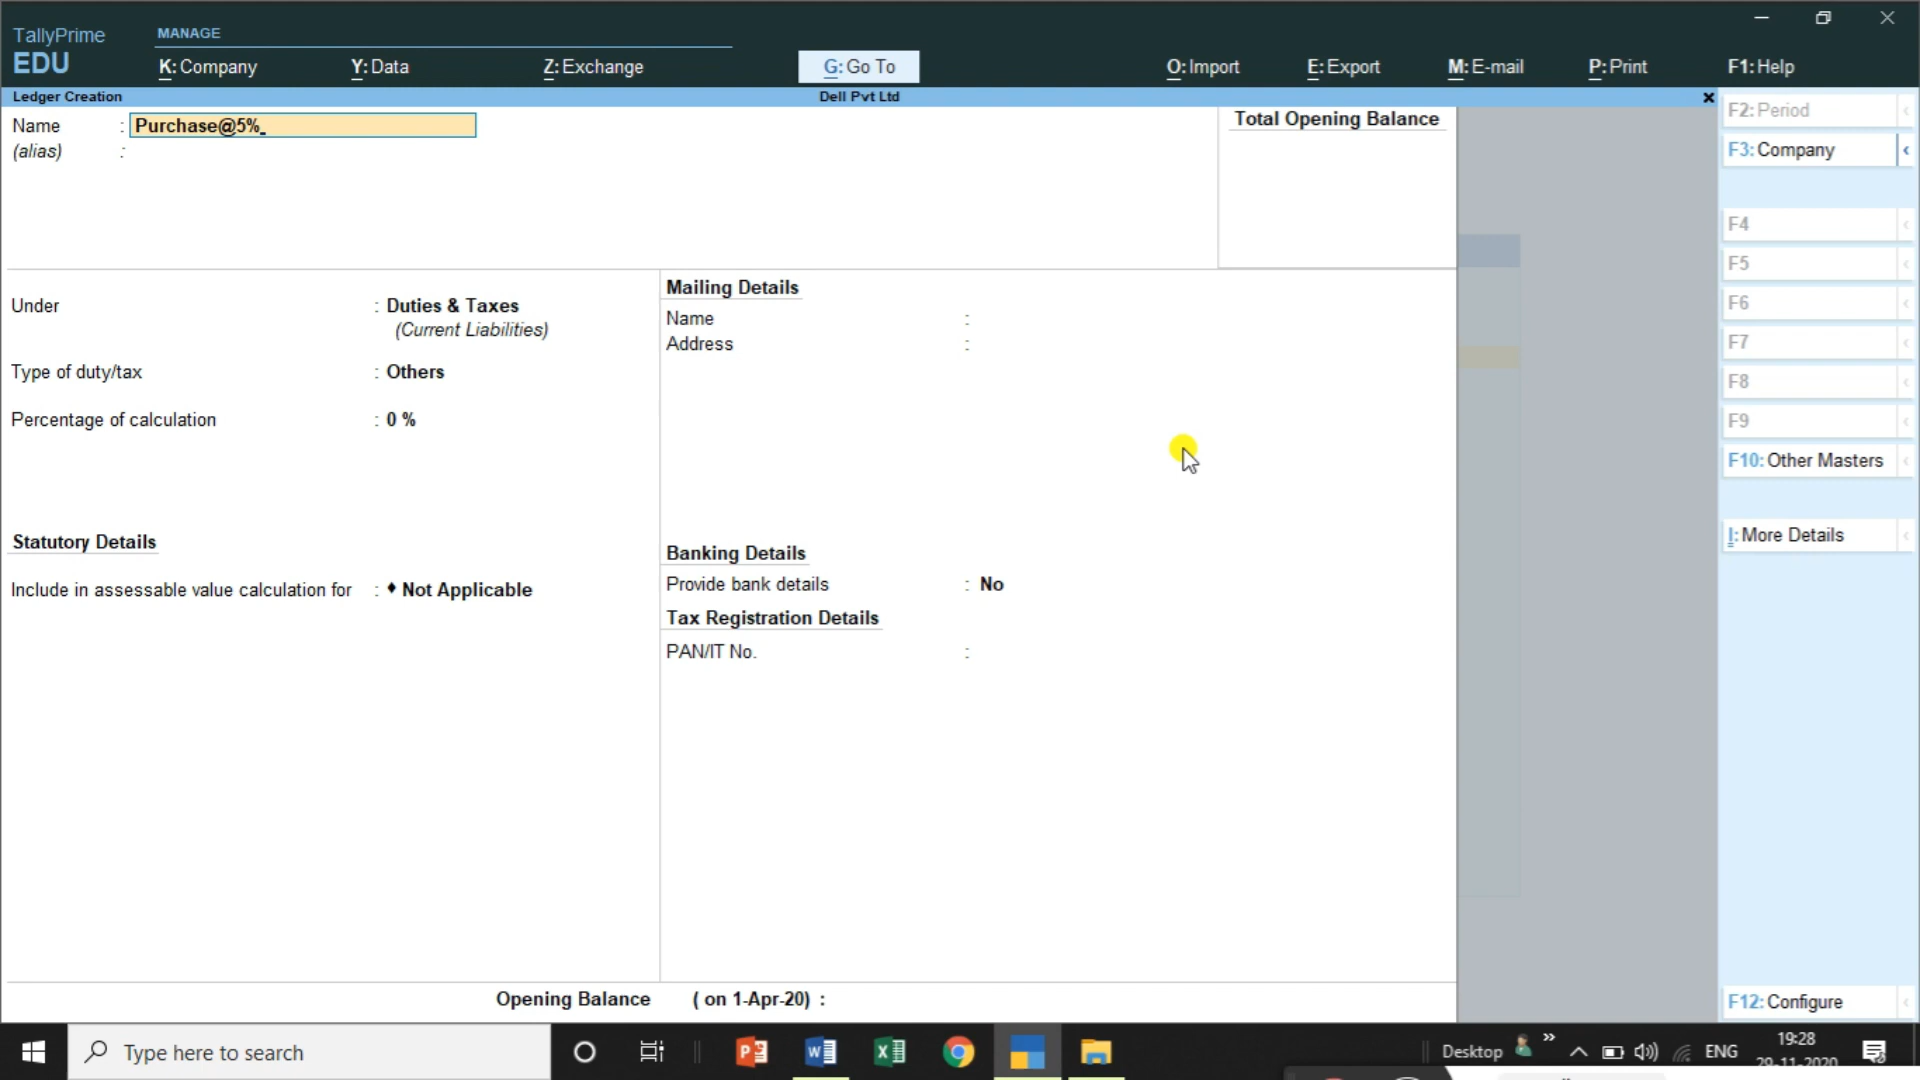 TallyPrime
EDU
MANAGE
K: Company
Y: Data
Z: Exchange
G: Go To
O: Import
E: Export
M: E-mail
P: Print
F1: Help
Ledger Creation
Dell Pvt Ltd
Name : Purchase@5%
(alias) :
Total Opening Balance
Under : Duties & Taxes
(Current Liabilities)
Type of duty/tax : Others
Percentage of calculation : 0 %
Statutory Details
Include in assessable value calculation for : ♦ Not Applicable
Mailing Details
Name :
Address :
Banking Details
Provide bank details : No
Tax Registration Details
PAN/IT No. :
Opening Balance ( on 1-Apr-20) :
F2: Period
F3: Company
F4
F5
F6
F7
F8
F9
F10: Other Masters
I: More Details
F12: Configure
Type here to search
Desktop
ENG
19:28
29-11-2020